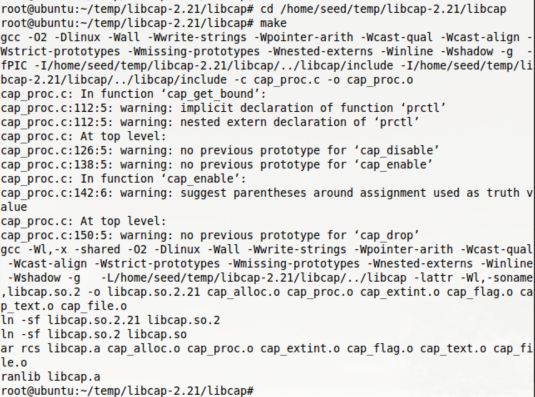 root@ubuntu:~/temp/libcap-2.21/libcap# cd /home/seed/temp/libcap-2.21/libcap
root@ubuntu:~/temp/libcap-2.21/libcap# make
gcc -O2 -Dlinux -Wall -Wwrite-strings -Wpointer-arith -Wcast-qual -Wcast-align -
Wstrict-prototypes -Wmissing-prototypes -Wnested-externs -Winline -Wshadow -g  -
fPIC -I/home/seed/temp/libcap-2.21/libcap/../libcap/include -I/home/seed/temp/li
bcap-2.21/libcap/../libcap/include -c cap_proc.c -o cap_proc.o
cap_proc.c: In function ‘cap_get_bound’:
cap_proc.c:112:5: warning: implicit declaration of function ‘prctl’
cap_proc.c:112:5: warning: nested extern declaration of ‘prctl’
cap_proc.c: At top level:
cap_proc.c:126:5: warning: no previous prototype for ‘cap_disable’
cap_proc.c:138:5: warning: no previous prototype for ‘cap_enable’
cap_proc.c: In function ‘cap_enable’:
cap_proc.c:142:6: warning: suggest parentheses around assignment used as truth v
alue
cap_proc.c: At top level:
cap_proc.c:150:5: warning: no previous prototype for ‘cap_drop’
gcc -Wl,-x -shared -O2 -Dlinux -Wall -Wwrite-strings -Wpointer-arith -Wcast-qual
 -Wcast-align -Wstrict-prototypes -Wmissing-prototypes -Wnested-externs -Winline
 -Wshadow -g   -L/home/seed/temp/libcap-2.21/libcap/../libcap -lattr -Wl,-soname
,libcap.so.2 -o libcap.so.2.21 cap_alloc.o cap_proc.o cap_extint.o cap_flag.o ca
p_text.o cap_file.o
ln -sf libcap.so.2.21 libcap.so.2
ln -sf libcap.so.2 libcap.so
ar rcs libcap.a cap_alloc.o cap_proc.o cap_extint.o cap_flag.o cap_text.o cap_fi
le.o
ranlib libcap.a
root@ubuntu:~/temp/libcap-2.21/libcap#